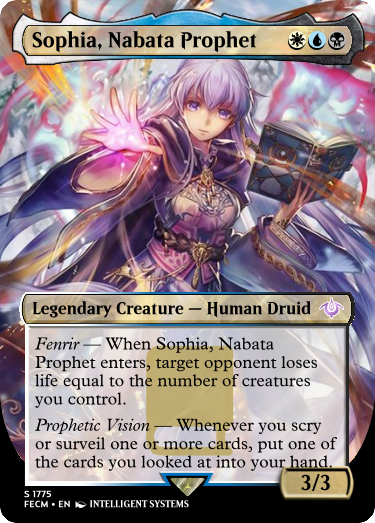 Sophia, Nabata Prophet
Legendary Creature — Human Druid
Fenrir — When Sophia, Nabata
Prophet enters, target opponent loses
life equal to the number of creatures
you control.
Prophetic Vision — Whenever you scry
or surveil one or more cards, put one of
the cards you looked at into your hand.
3/3
S 1775
FECM • EN INTELLIGENT SYSTEMS